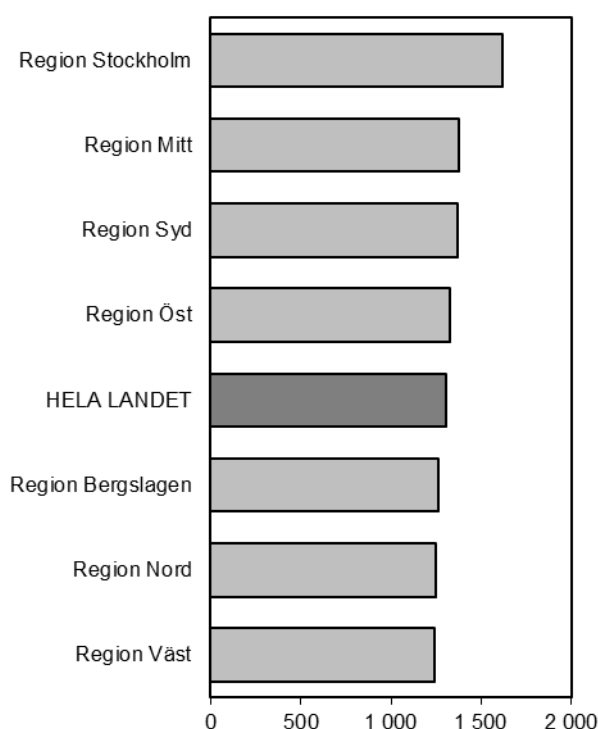 Region Stockholm
Region Mitt
Region Syd
Region Öst
HELA LANDET
Region Bergslagen
Region Nord
Region Väst
0 500 1 000 1 500 2 000